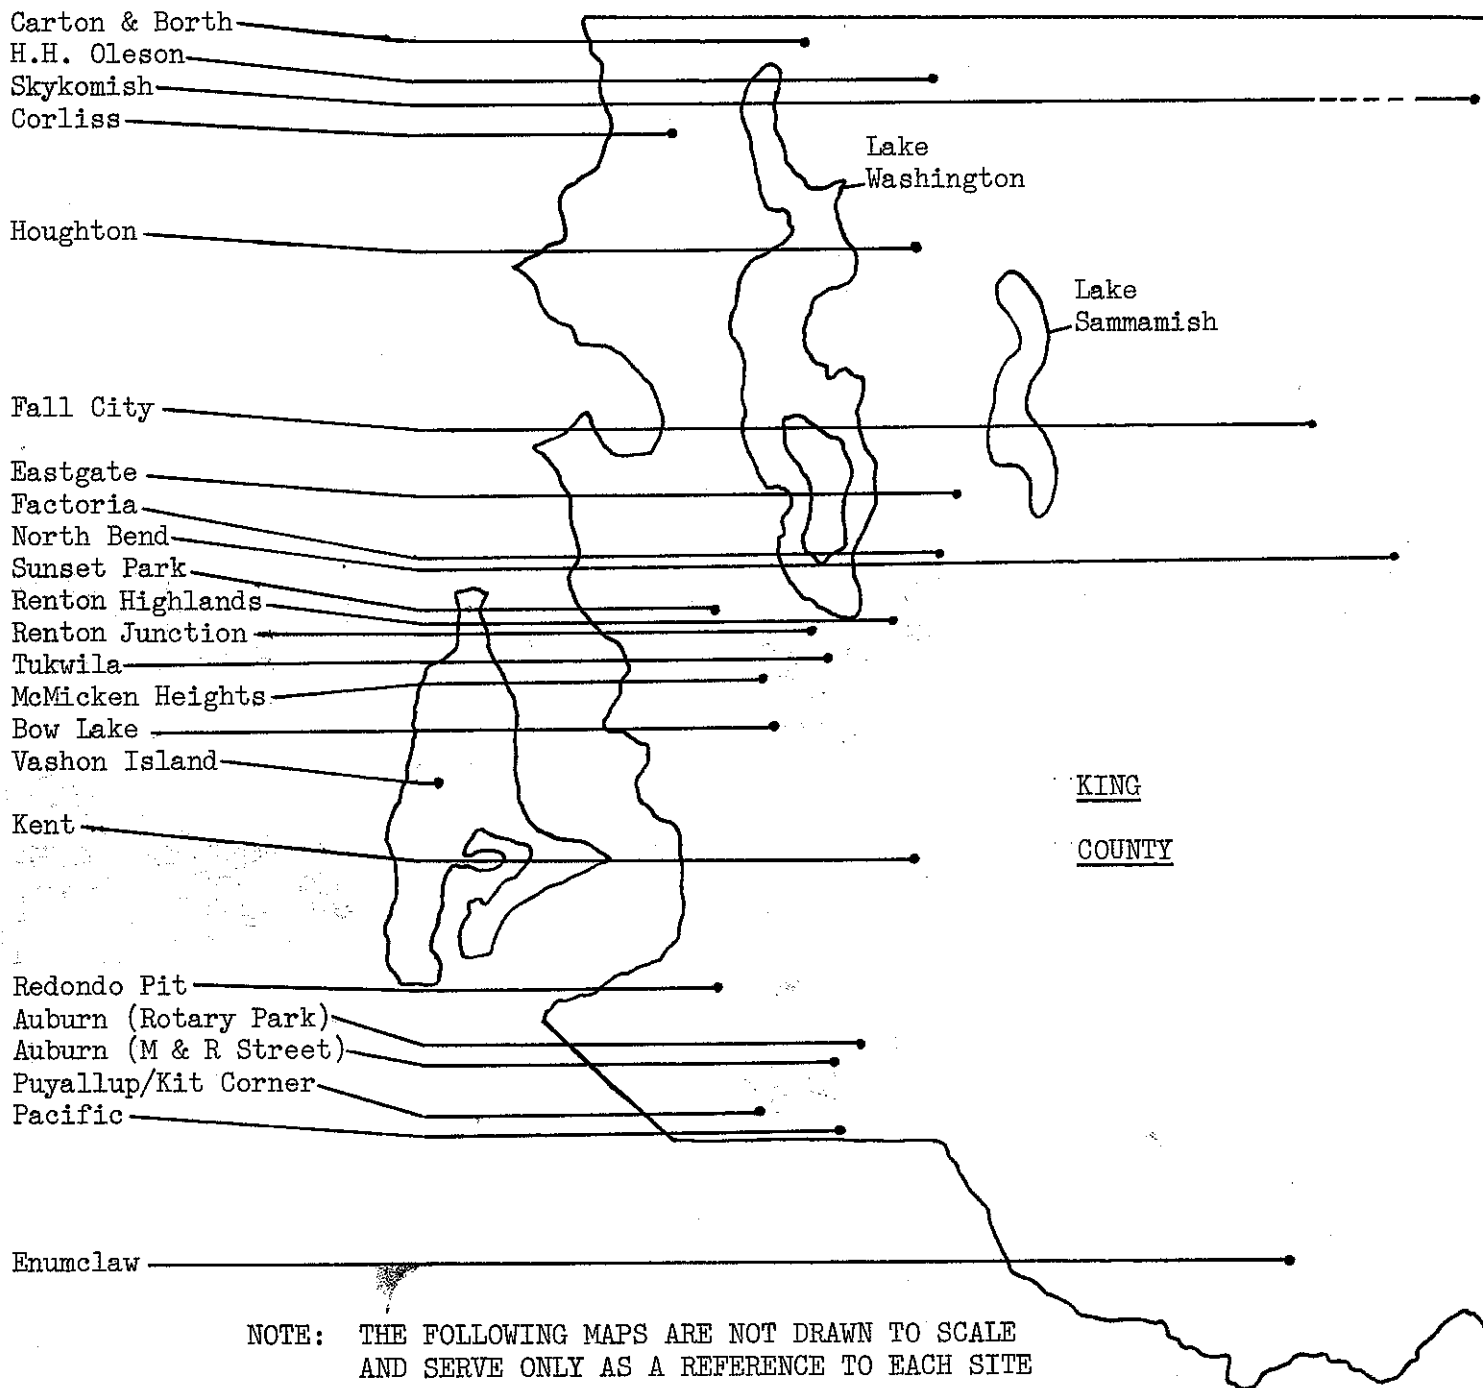 Carton & Borth
H.H. Oleson
Skykomish
Corliss
Lake
Washington
Houghton
Lake
Sammamish
Fall City
Eastgate
Factoria
North Bend
Sunset Park
Renton Highlands
Renton Junction
Tukwila
McMicken Heights
Bow Lake
Vashon Island
KING
Kent
COUNTY
Redondo Pit
Auburn (Rotary Park)
Auburn (M & R Street)
Puyallup/Kit Corner
Pacific
Enumclaw
NOTE: THE FOLLOWING MAPS ARE NOT DRAWN TO SCALE
AND SERVE ONLY AS A REFERENCE TO EACH SITE